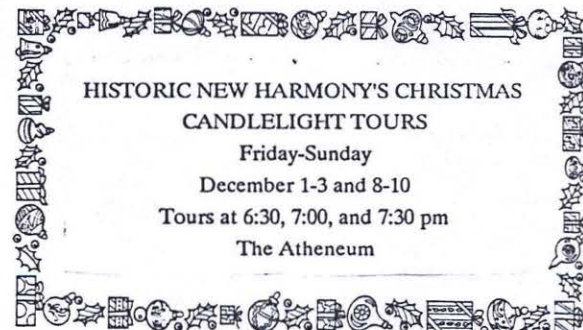 HISTORIC NEW HARMONY'S CHRISTMAS
CANDLELIGHT TOURS
Friday-Sunday
December 1-3 and 8-10
Tours at 6:30, 7:00, and 7:30 pm
The Atheneum